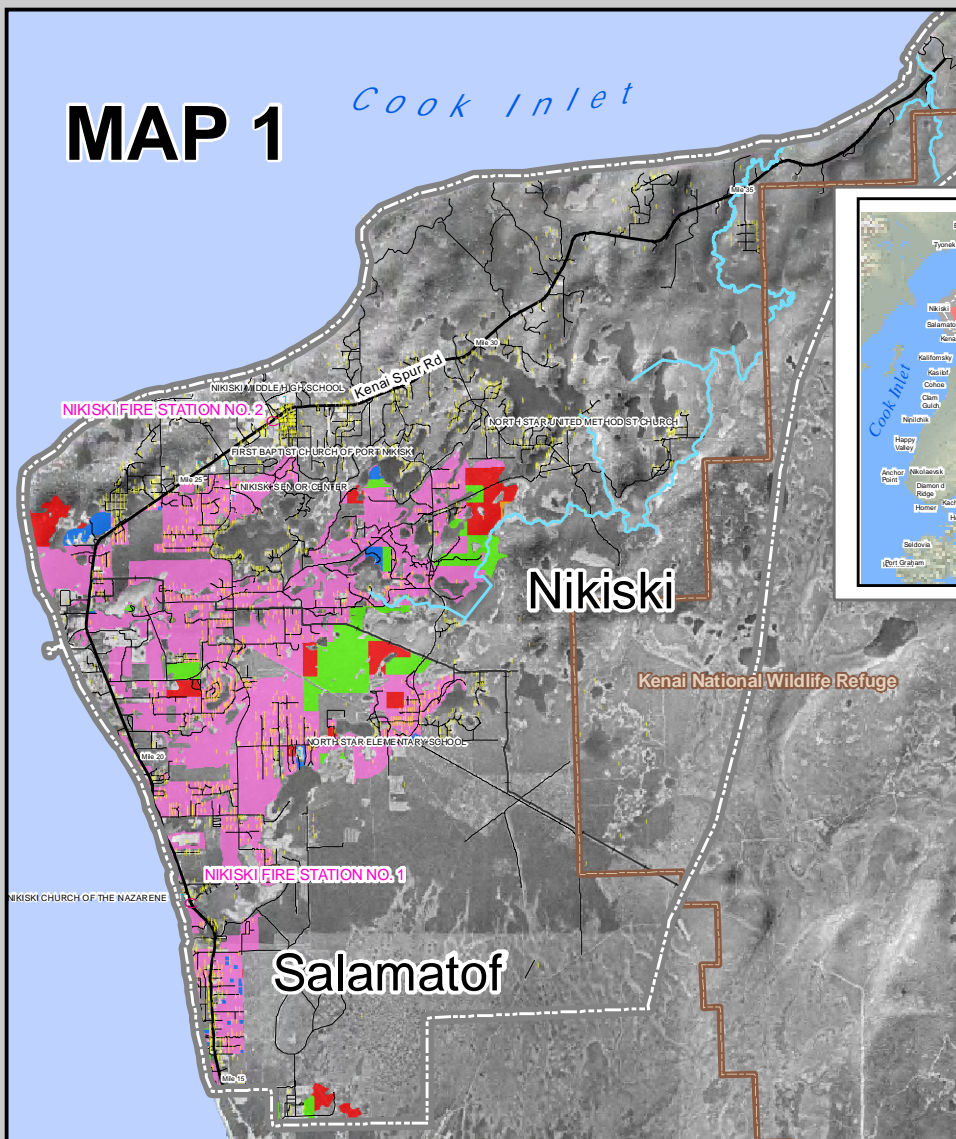 Cook Inlet
MAP 1
Mile 35
Tyonek
Nikiski
Kalifornsky
Kasilof
Cohoe
Clam
Gulch
Cook Inlet
Ninilchik
Happy
Valley
Anchor
Point
Nikolaevsk
Diamond
Ridge
Homer
Seldovia
Port Graham
Mile 30
Kenai Spur Rd
NIKISKI MIDDLE HIGH SCHOOL
NIKISKI FIRE STATION NO. 2
NORTH STAR UNITED METHODIST CHURCH
FIRST BAPTIST CHURCH OF PORT NIKISK
Mile 25
NIKISK SENIOR CENTER
Nikiski
Kenai National Wildlife Refuge
NORTH STAR ELEMENTARY SCHOOL
Mile 20
NIKISKI FIRE STATION NO. 1
NIKISKI CHURCH OF THE NAZARENE
Salamatof
Mile 15